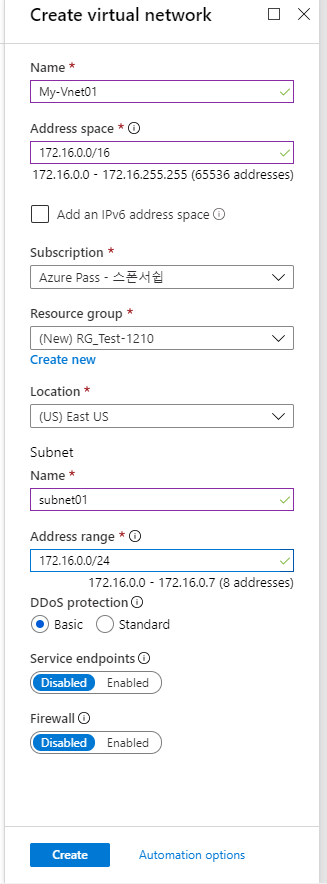 Create virtual network
Name *
My-Vnet01
Address space *
172.16.0.0/16
172.16.0.0 - 172.16.255.255 (65536 addresses)
Add an IPv6 address space
Subscription *
Azure Pass - 스폰서쉽
Resource group *
(New) RG_Test-1210
Create new
Location *
(US) East US
Subnet
Name *
subnet01
Address range *
172.16.0.0/24
172.16.0.0 - 172.16.0.7 (8 addresses)
DDoS protection
Basic Standard
Service endpoints
Disabled Enabled
Firewall
Disabled Enabled
Create Automation options